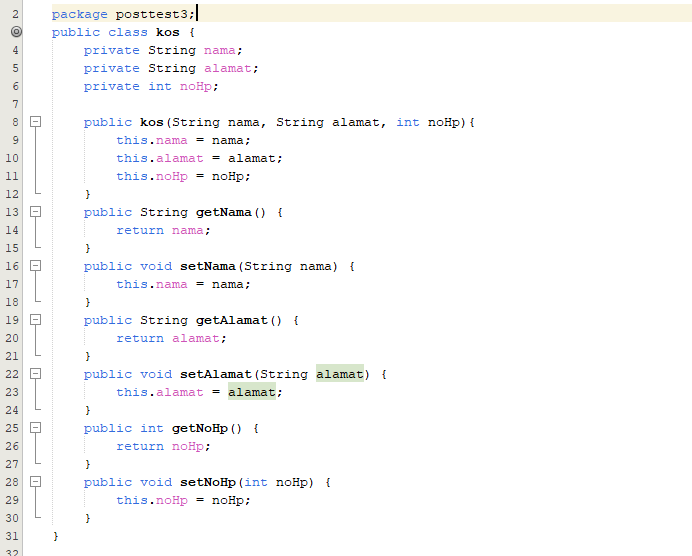 2 package posttest3;
public class kos {
4 private String nama;
5 private String alamat;
6 private int noHp;
7
8 public kos(String nama, String alamat, int noHp){
9 this.nama = nama;
10 this.alamat = alamat;
11 this.noHp = noHp;
12 }
13 public String getNama() {
14 return nama;
15 }
16 public void setNama(String nama) {
17 this.nama = nama;
18 }
19 public String getAlamat() {
20 return alamat;
21 }
22 public void setAlamat(String alamat) {
23 this.alamat = alamat;
24 }
25 public int getNoHp() {
26 return noHp;
27 }
28 public void setNoHp(int noHp) {
29 this.noHp = noHp;
30 }
31 }
32